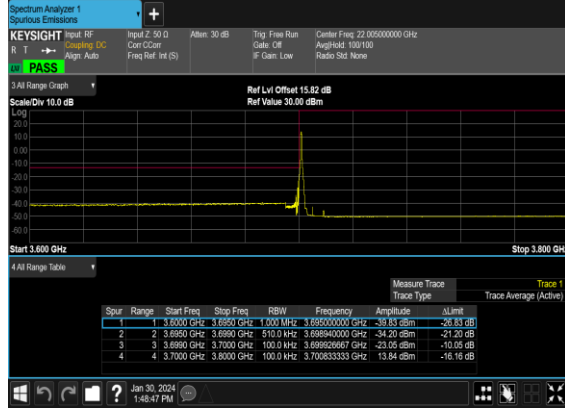 Spectrum Analyzer 1
Spurious Emissions
+
KEYSIGHT Input: RF Input Z: 50 Ω Atten: 30 dB Trig: Free Run Center Freq: 22.005000000 GHz
R T Coupling: DC Corr CCorr Gate: Off Avg|Hold: 100/100
Align: Auto Freq Ref: Int (S) IF Gain: Low Radio Std: None
PASS
3 All Range Graph
Ref Lvl Offset 15.82 dB
Scale/Div 10.0 dB Ref Value 30.00 dBm
Log
20.0
10.0
0.00
-10.0
-20.0
-30.0
-40.0
-50.0
-60.0
Start 3.600 GHz Stop 3.800 GH
4 All Range Table
Measure Trace Trace 1
Trace Type Trace Average (Active)
Spur Range Start Freq Stop Freq RBW Frequency Amplitude ΔLimit
1 1 3.6000 GHz 3.6950 GHz 1.000 MHz 3.695000000 GHz -39.83 dBm -26.83 dB
2 2 3.6950 GHz 3.6990 GHz 510.0 kHz 3.698940000 GHz -34.20 dBm -21.20 dB
3 3 3.6990 GHz 3.7000 GHz 100.0 kHz 3.699926667 GHz -23.05 dBm -10.05 dB
4 4 3.7000 GHz 3.8000 GHz 100.0 kHz 3.700833333 GHz 13.84 dBm -16.16 dB
? Jan 30, 2024
1:48:47 PM